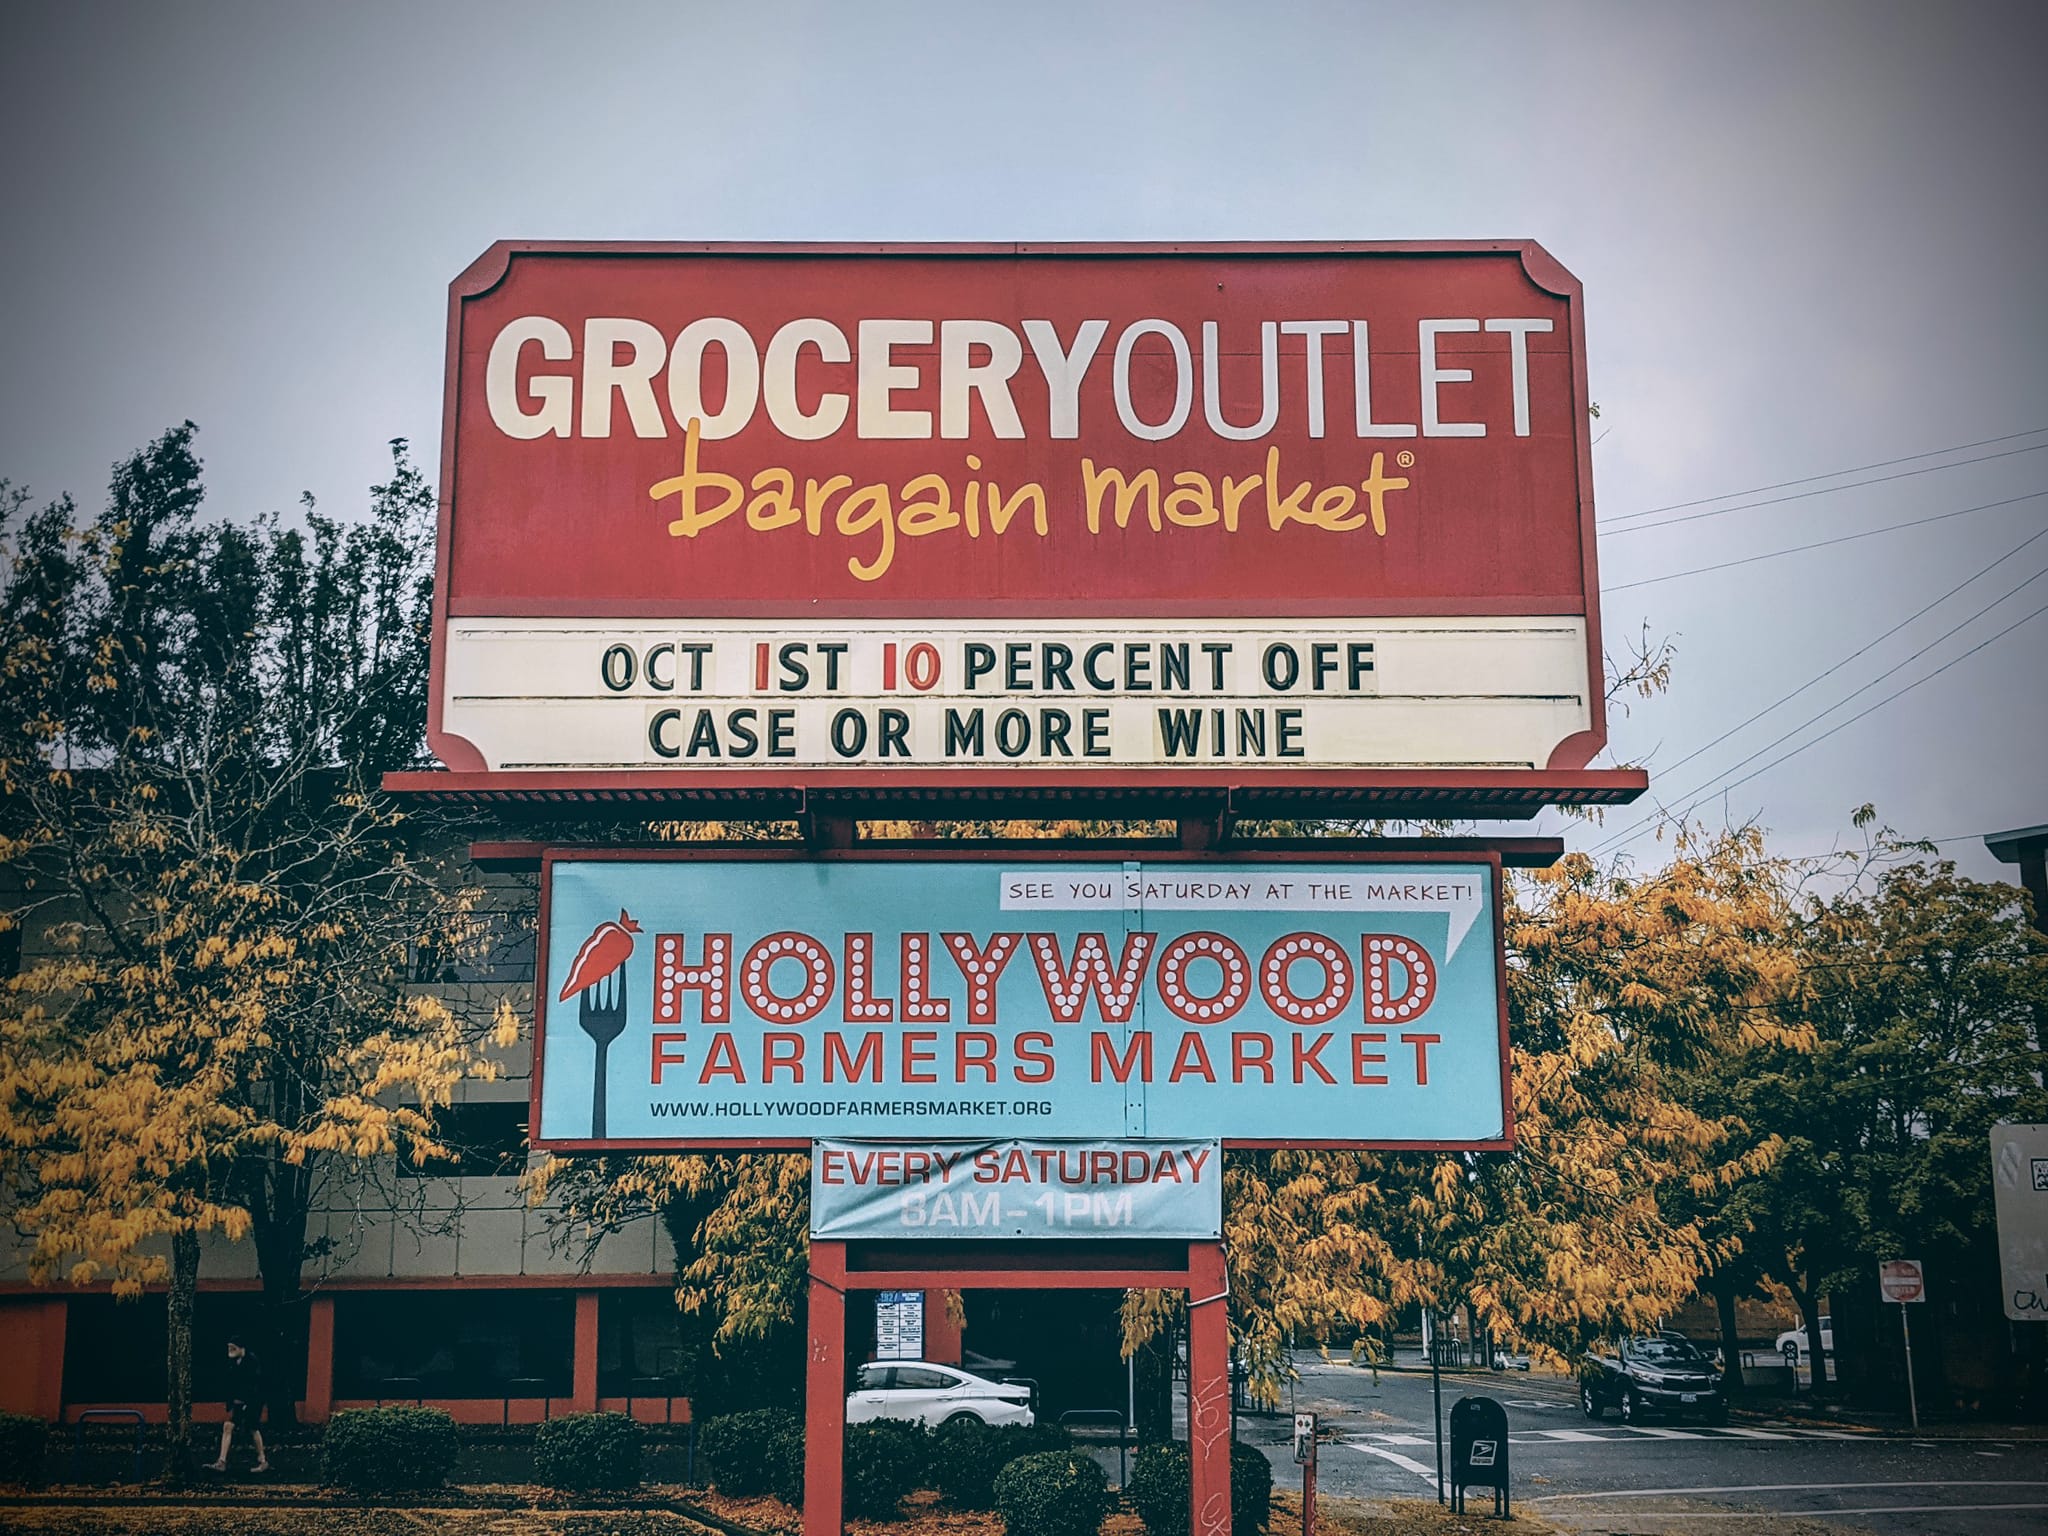 GROCERYOUTLET
bargain market®
OCT 1ST 10 PERCENT OFF
CASE OR MORE WINE
SEE YOU SATURDAY AT THE MARKET!
HOLLYWOOD
FARMERS MARKET
WWW.HOLLYWOODFARMERSMARKET.ORG
EVERY SATURDAY
8AM-1PM